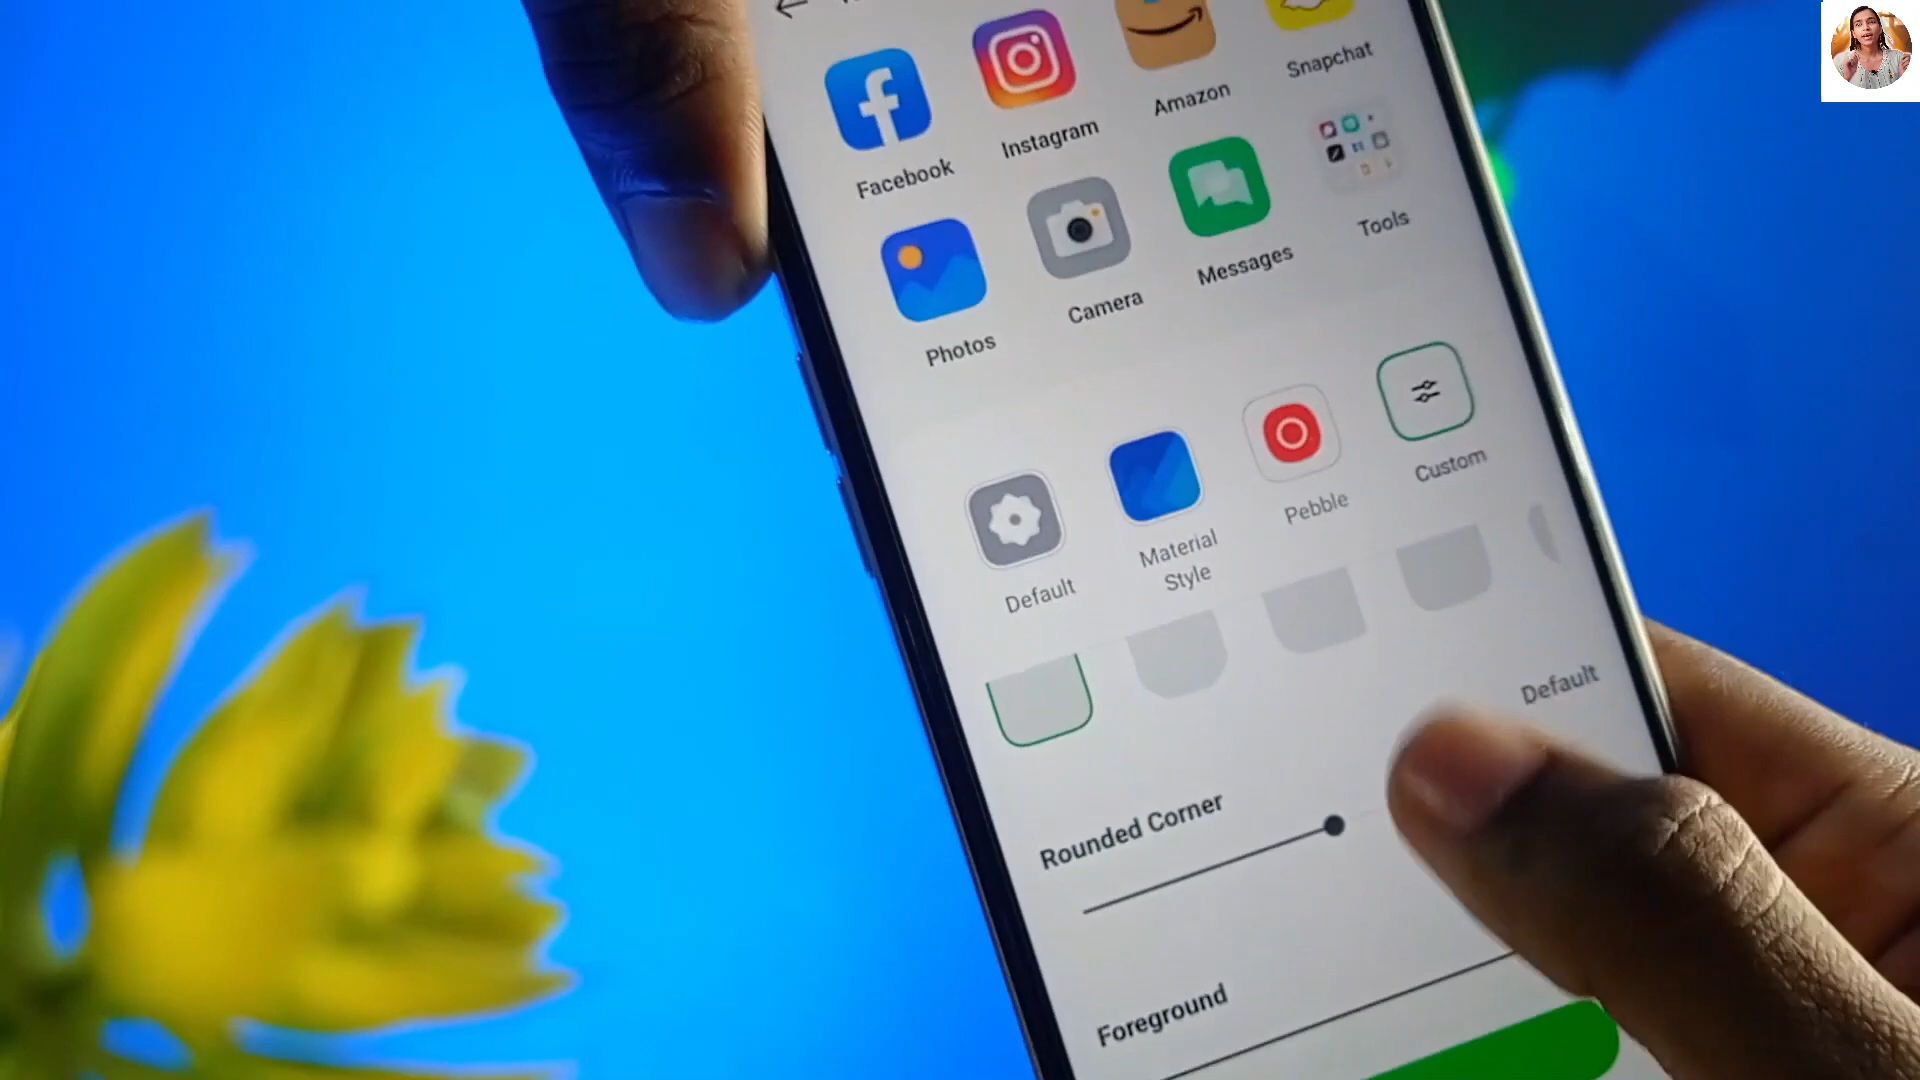 Facebook
Instagram
Amazon
Snapchat
Photos
Camera
Messages
Tools
Default
Material
Style
Pebble
Custom
Default
Rounded Corner
Foreground